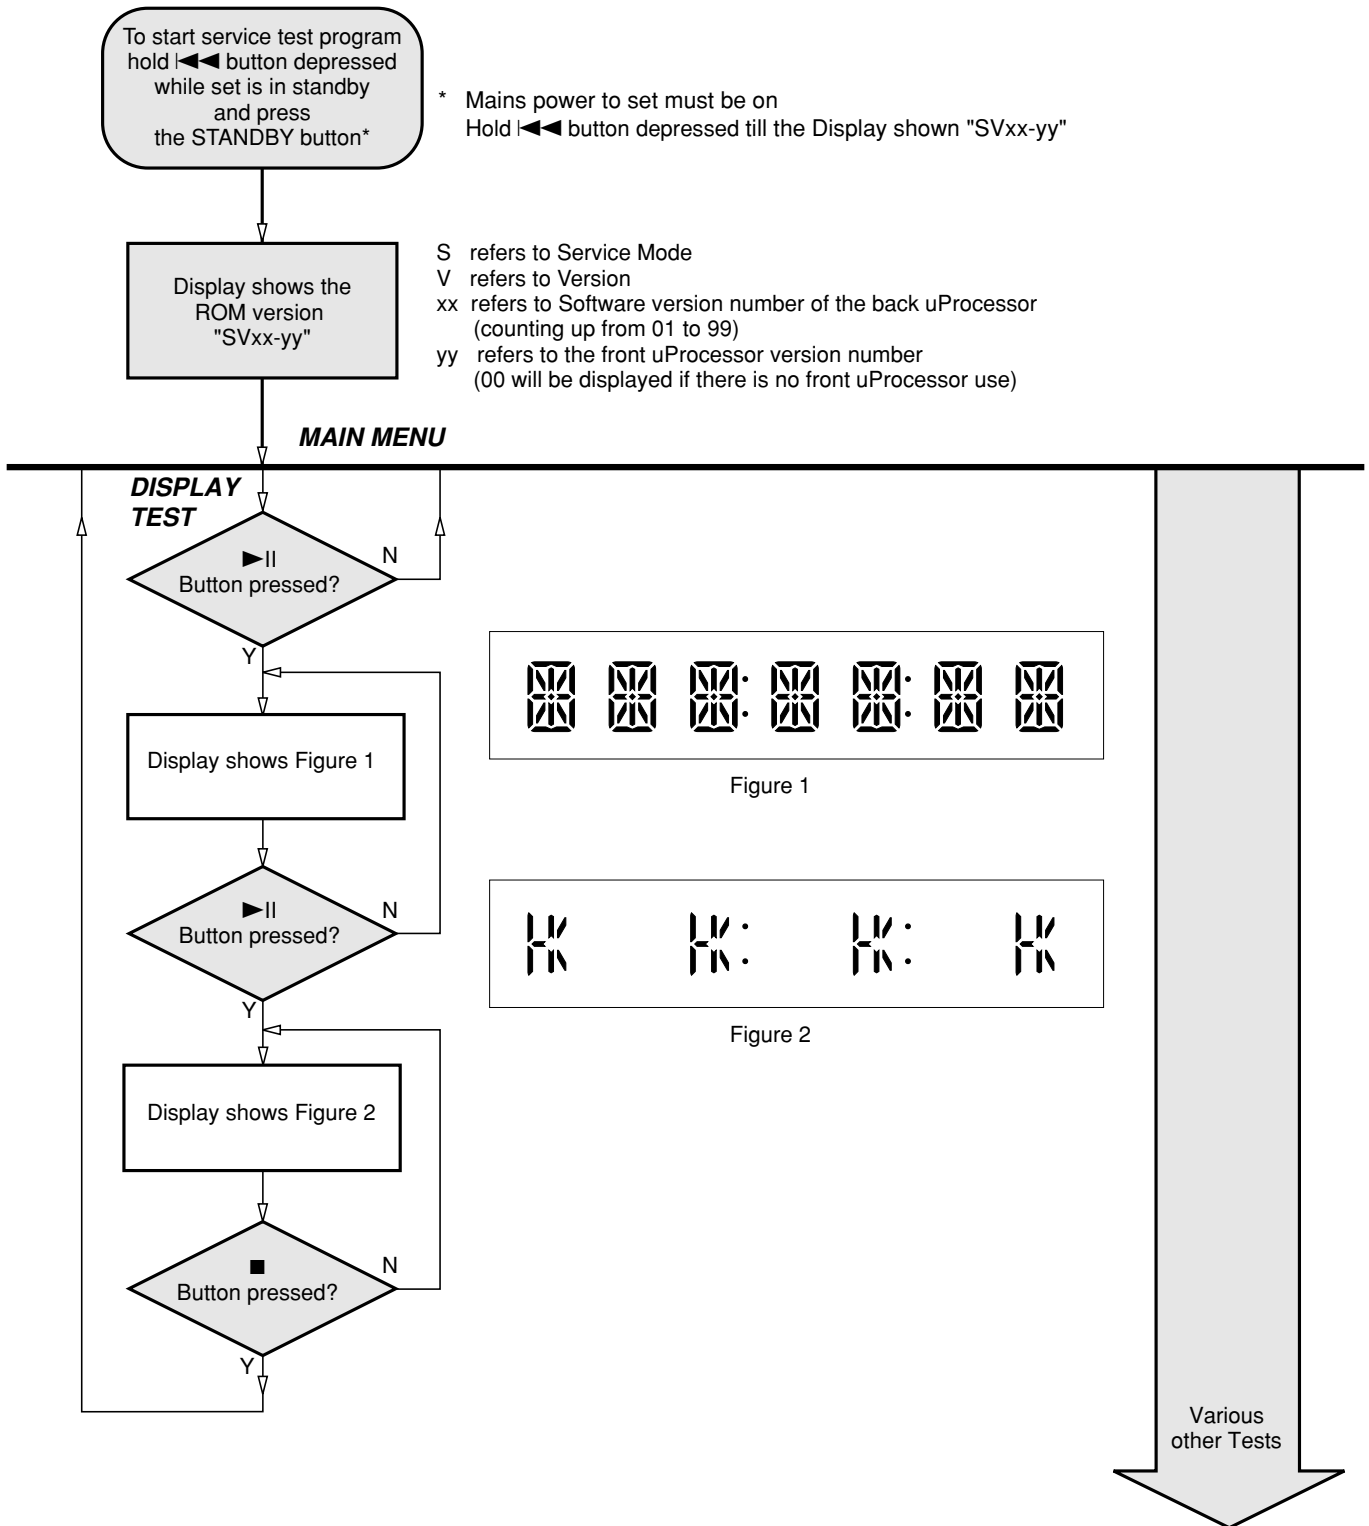 To start service test program
hold |◄◄ button depressed
while set is in standby
and press
the STANDBY button*
* Mains power to set must be on
Hold |◄◄ button depressed till the Display shown "SVxx-yy"
Display shows the
ROM version
"SVxx-yy"
S refers to Service Mode
V refers to Version
xx refers to Software version number of the back uProcessor
(counting up from 01 to 99)
yy refers to the front uProcessor version number
(00 will be displayed if there is no front uProcessor use)
MAIN MENU
DISPLAY
TEST
►II
Button pressed?
N
Y
Display shows Figure 1
Figure 1
►II
Button pressed?
N
Y
K K: K: K
Figure 2
Display shows Figure 2
■
Button pressed?
N
Y
Various
other Tests